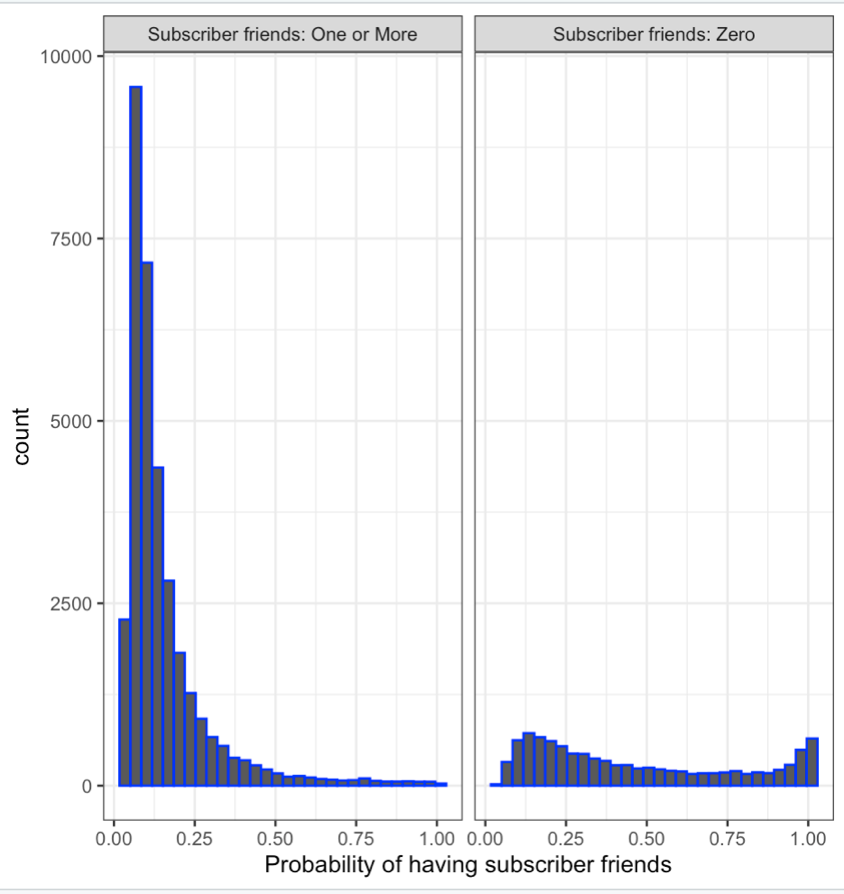 Subscriber friends: One or More
Subscriber friends: Zero
10000
7500
5000
2500
0
count
0.00 0.25 0.50 0.75 1.00
0.00 0.25 0.50 0.75 1.00
Probability of having subscriber friends